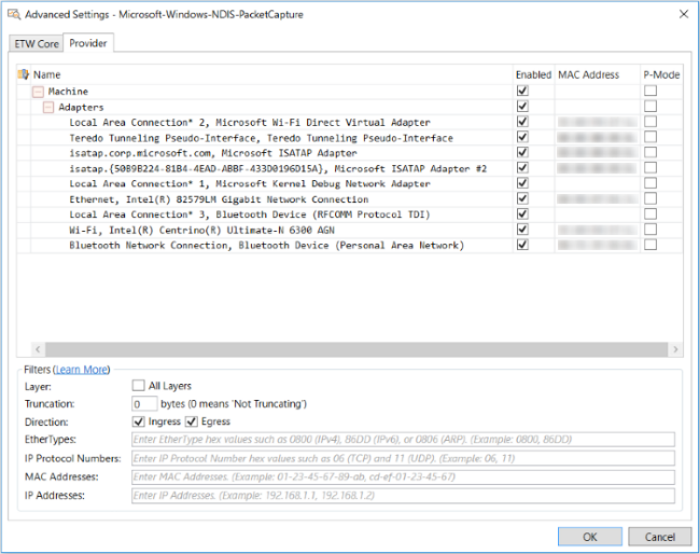 Advanced Settings - Microsoft-Windows-NDIS-PacketCapture
ETW Core Provider
Name Enabled MAC Address P-Mode
Machine
Adapters
Local Area Connection* 2, Microsoft Wi-Fi Direct Virtual Adapter
Teredo Tunneling Pseudo-Interface, Teredo Tunneling Pseudo-Interface
isatap.corp.microsoft.com, Microsoft ISATAP Adapter
isatap.{5089B224-81B4-4EAD-ABBF-433D0196D15A}, Microsoft ISATAP Adapter #2
Local Area Connection* 1, Microsoft Kernel Debug Network Adapter
Ethernet, Intel(R) 82579LM Gigabit Network Connection
Local Area Connection* 3, Bluetooth Device (RFCOMM Protocol TDI)
Wi-Fi, Intel(R) Centrino(R) Ultimate-N 6300 AGN
Bluetooth Network Connection, Bluetooth Device (Personal Area Network)
Filters (Learn More)
Layer: All Layers
Truncation: 0 bytes (0 means 'Not Truncating')
Direction: Ingress Egress
EtherTypes: Enter EtherType hex values such as 0800 (IPv4), 86DD (IPv6), or 0806 (ARP). (Example: 0800, 86DD)
IP Protocol Numbers: Enter IP Protocol Number hex values such as 06 (TCP) and 11 (UDP). (Example: 06, 11)
MAC Addresses: Enter MAC Addresses. (Example: 01-23-45-67-89-ab, cd-ef-01-23-45-67)
IP Addresses: Enter IP Addresses. (Example: 192.168.1.1, 192.168.1.2)
OK Cancel